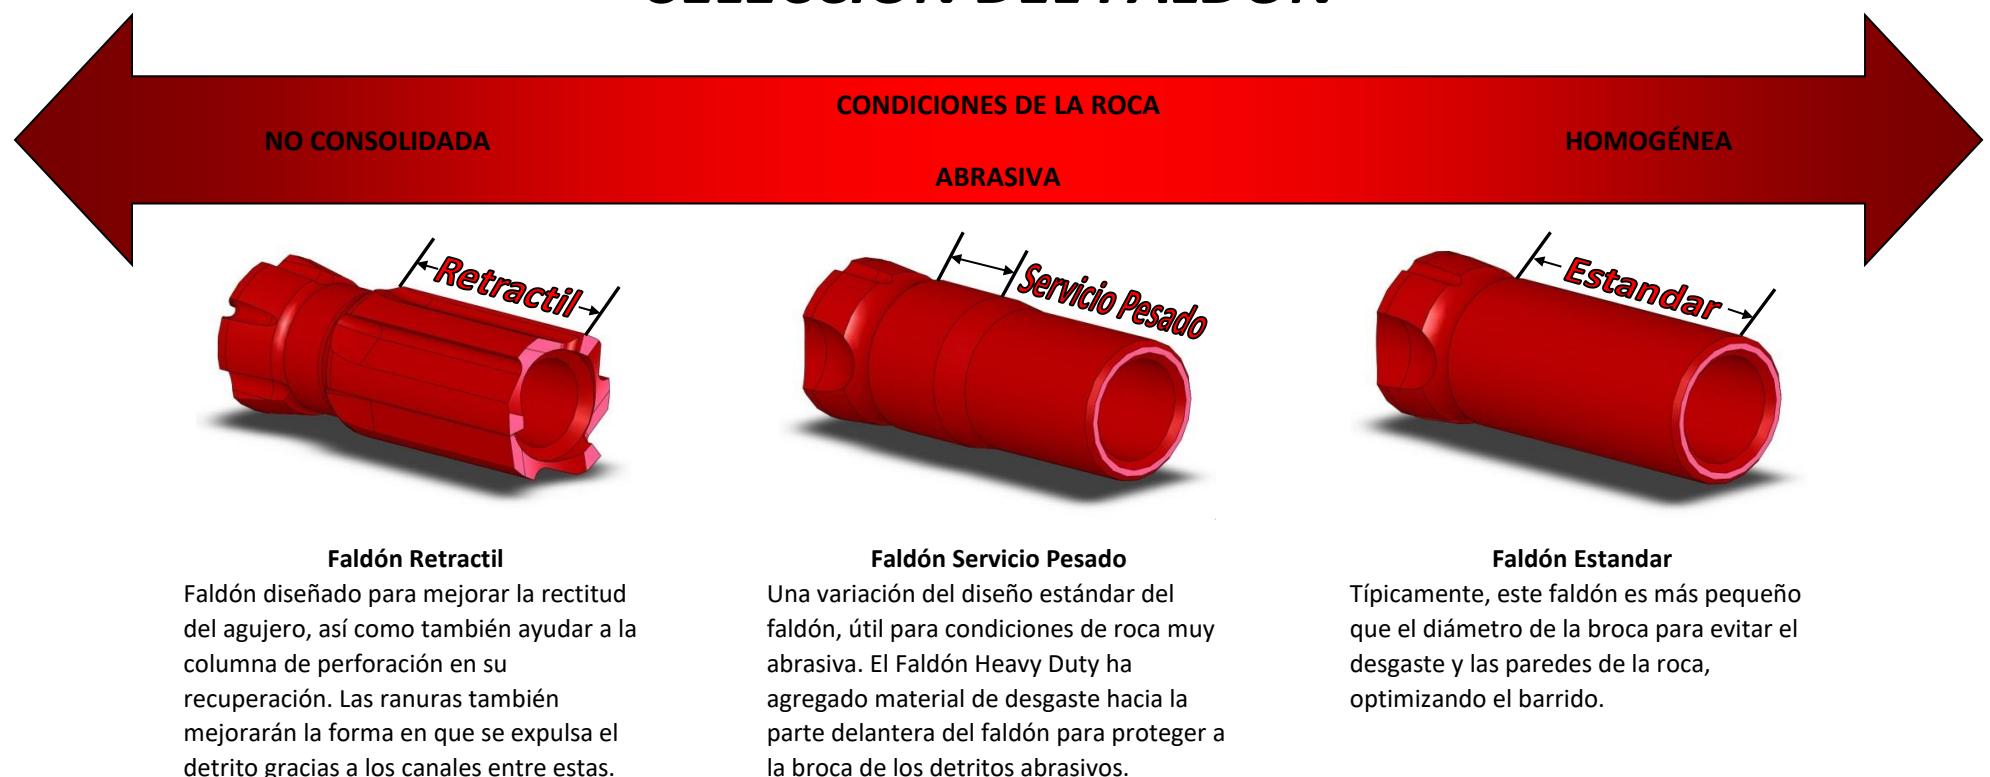 CONDICIONES DE LA ROCA
NO CONSOLIDADA
HOMOGÉNEA
ABRASIVA
Retractil
Servicio Pesado
Estandar
Faldón Retractil
Faldón diseñado para mejorar la rectitud
del agujero, así como también ayudar a la
columna de perforación en su
recuperación. Las ranuras también
mejorarán la forma en que se expulsa el
detrito gracias a los canales entre estas.
Faldón Servicio Pesado
Una variación del diseño estándar del
faldón, útil para condiciones de roca muy
abrasiva. El Faldón Heavy Duty ha
agregado material de desgaste hacia la
parte delantera del faldón para proteger a
la broca de los detritos abrasivos.
Faldón Estandar
Típicamente, este faldón es más pequeño
que el diámetro de la broca para evitar el
desgaste y las paredes de la roca,
optimizando el barrido.